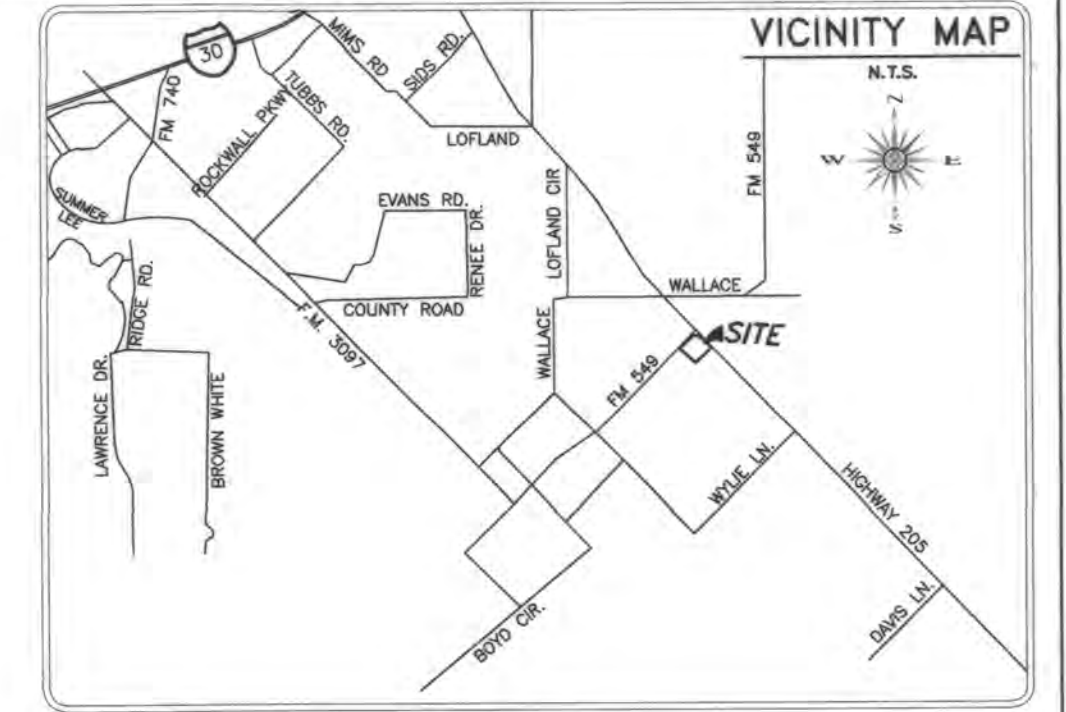 VICINITY MAP
N.T.S.
N
W
E
S
30
MIMS RD
SIDS RD.
FM 740
TUBBS RD.
ROCKWALL PKWY
LOFLAND
FM 549
SUMMER
LEE
EVANS RD.
RENEE DR.
LOFLAND CIR
RIDGE RD.
COUNTY ROAD
WALLACE
F.M. 3097
SITE
WALLACE
FM 549
LAWRENCE DR.
BROWN WHITE
WYLIE LN.
HIGHWAY 205
DAVIS LN.
BOYD CIR.